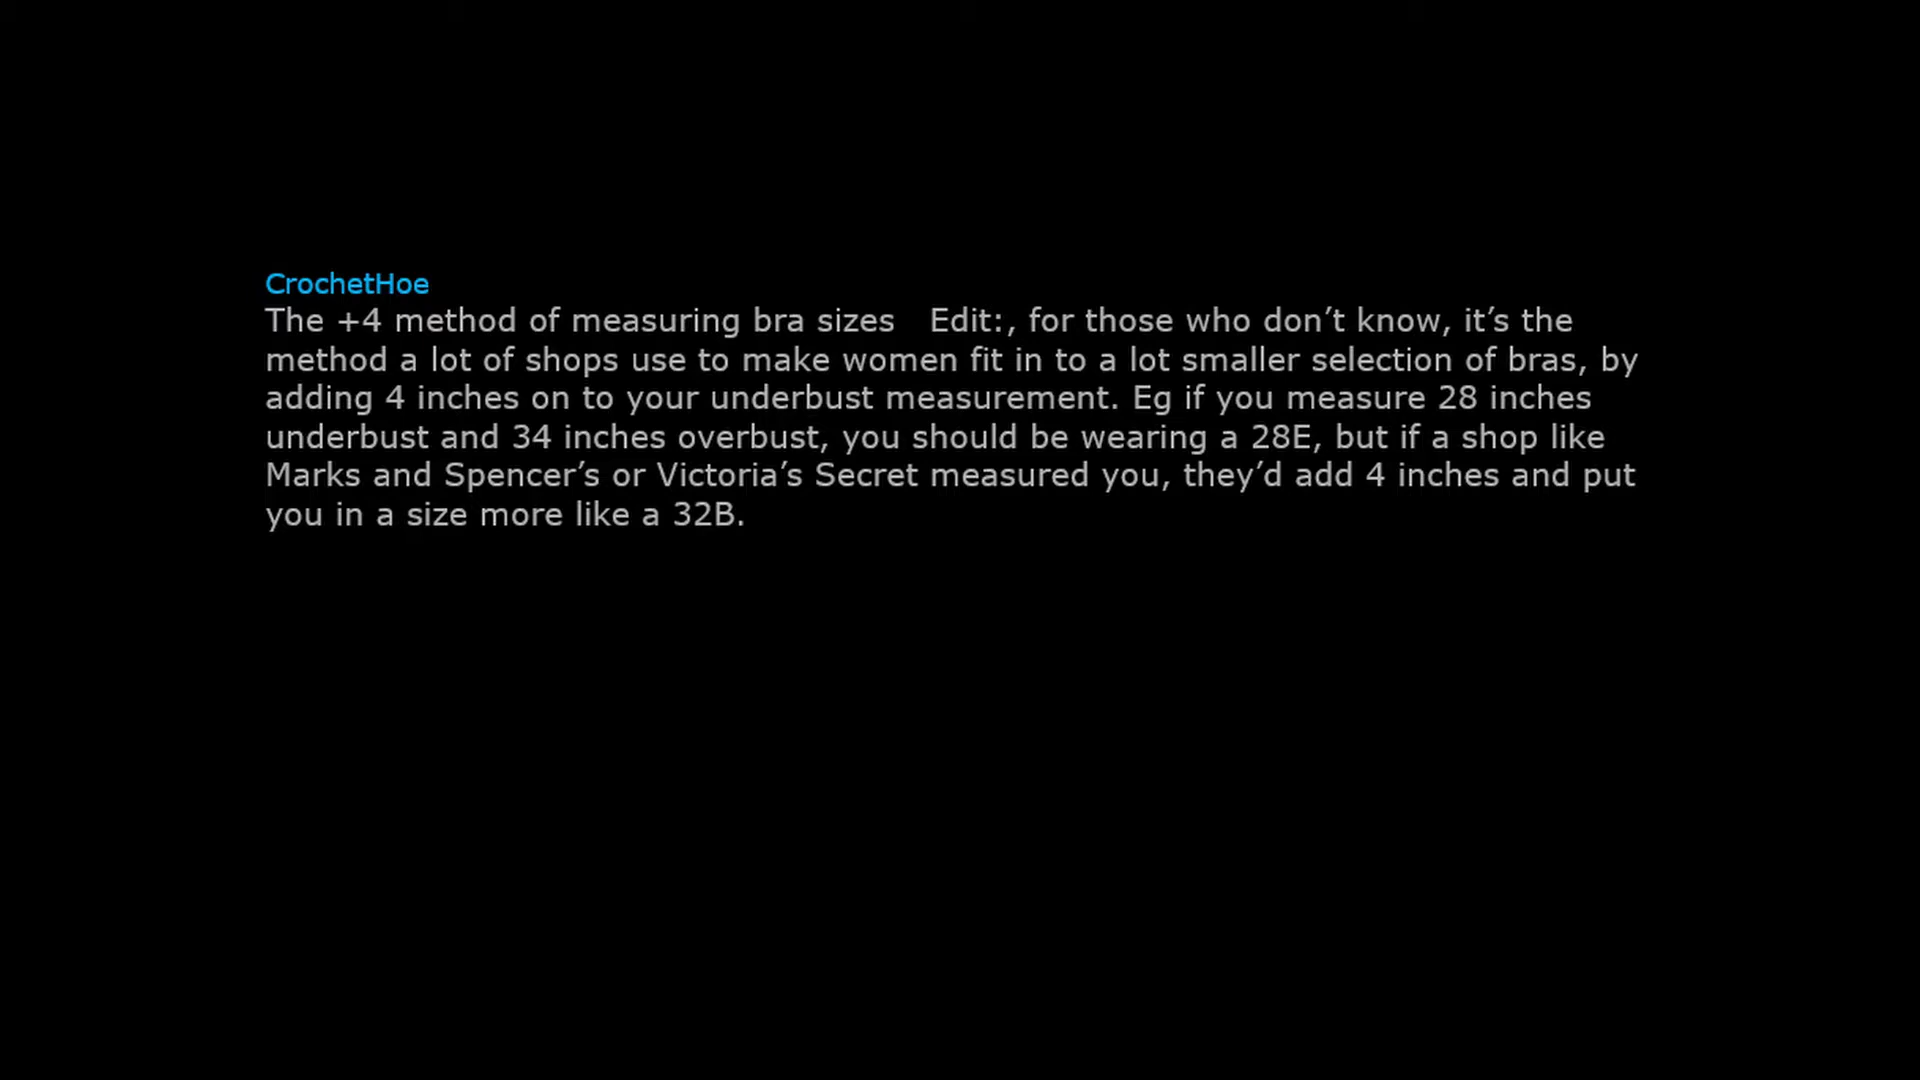 CrochetHoe
The +4 method of measuring bra sizes   Edit:, for those who don’t know, it’s the
method a lot of shops use to make women fit in to a lot smaller selection of bras, by
adding 4 inches on to your underbust measurement. Eg if you measure 28 inches
underbust and 34 inches overbust, you should be wearing a 28E, but if a shop like
Marks and Spencer’s or Victoria’s Secret measured you, they’d add 4 inches and put
you in a size more like a 32B.